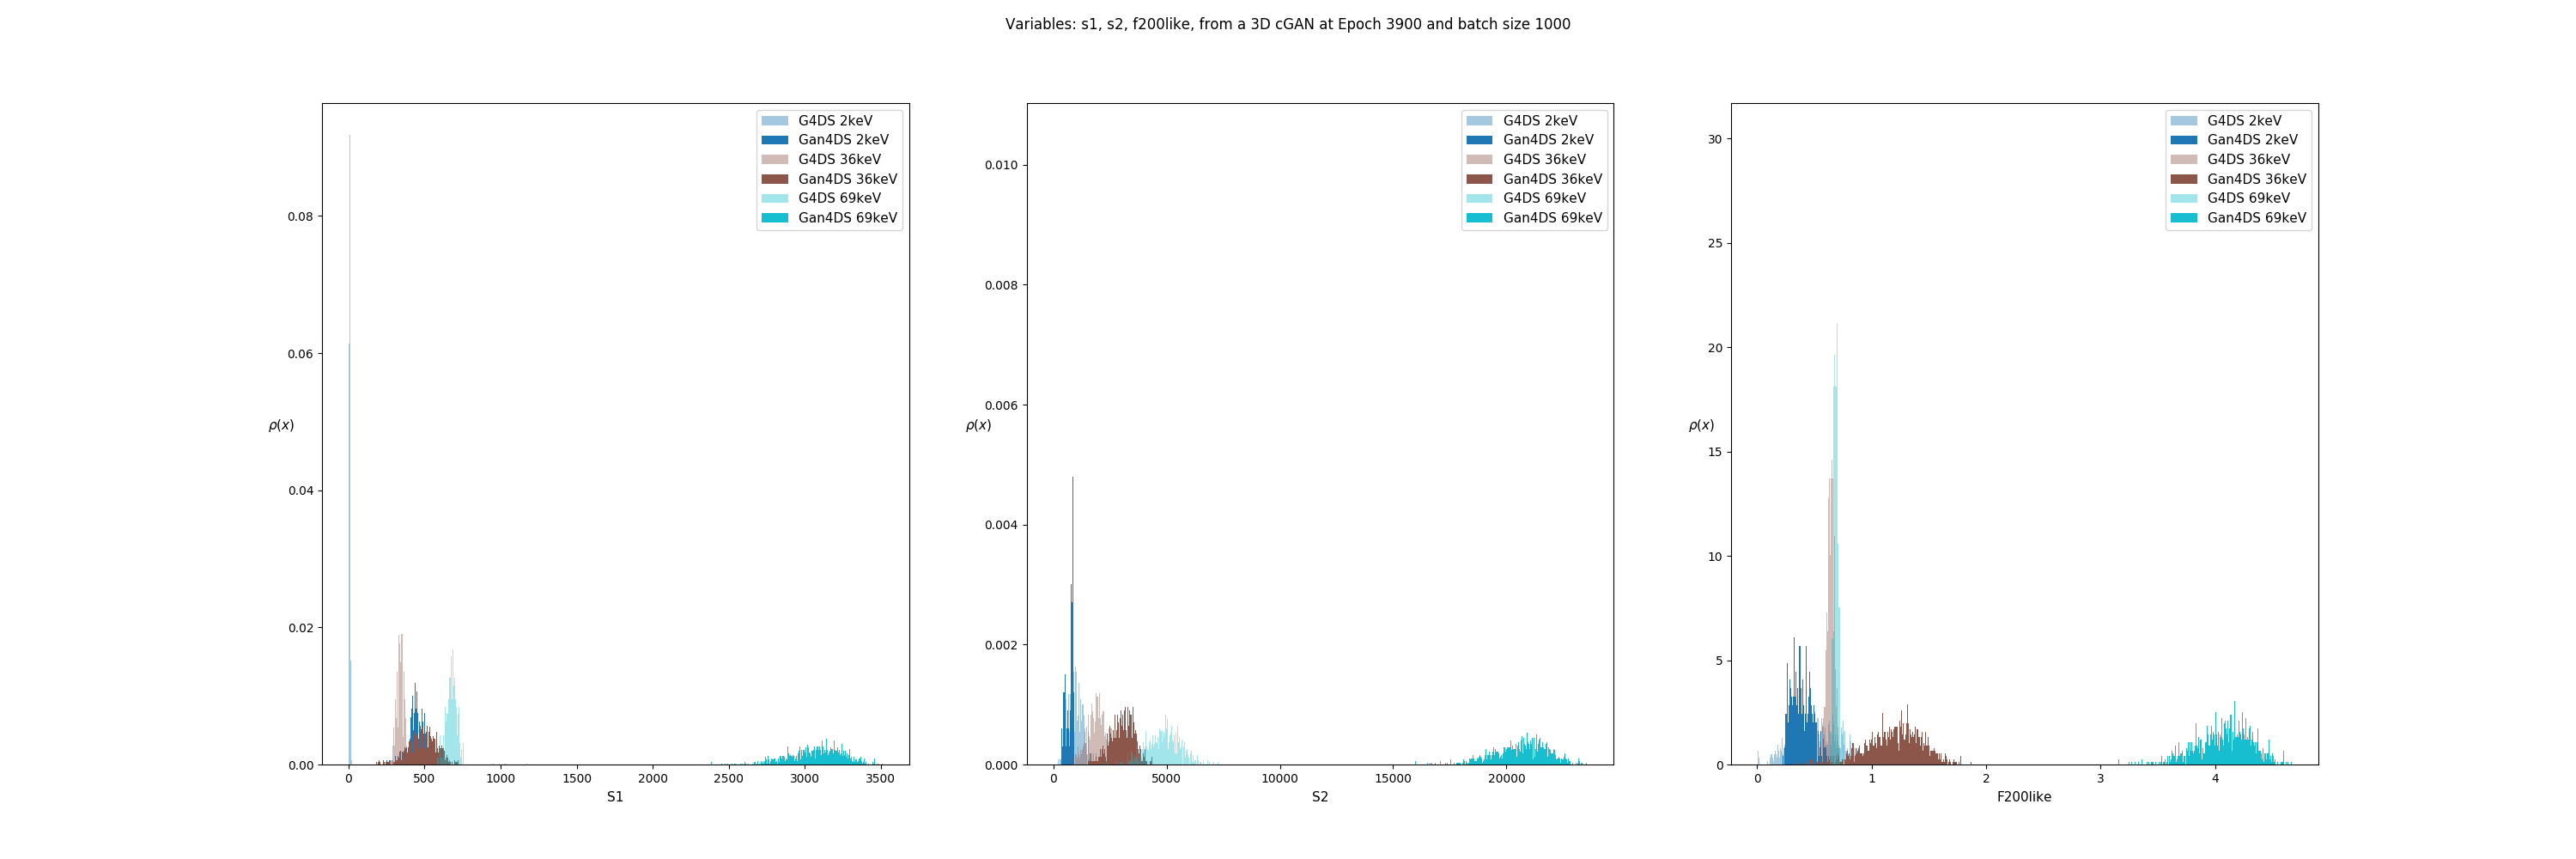 Variables: s1, s2, f200like, from a 3D cGAN at Epoch 3900 and batch size 1000
G4DS 2keV
Gan4DS 2keV
G4DS 36keV
Gan4DS 36keV
G4DS 69keV
Gan4DS 69keV
0.08
0.06
0.04
0.02
0.00
ρ(x)
0 500 1000 1500 2000 2500 3000 3500
S1
G4DS 2keV
Gan4DS 2keV
G4DS 36keV
Gan4DS 36keV
G4DS 69keV
Gan4DS 69keV
0.010
0.008
0.006
0.004
0.002
0.000
ρ(x)
0 5000 10000 15000 20000
S2
G4DS 2keV
Gan4DS 2keV
G4DS 36keV
Gan4DS 36keV
G4DS 69keV
Gan4DS 69keV
30
25
20
15
10
5
0
ρ(x)
0 1 2 3 4
F200like